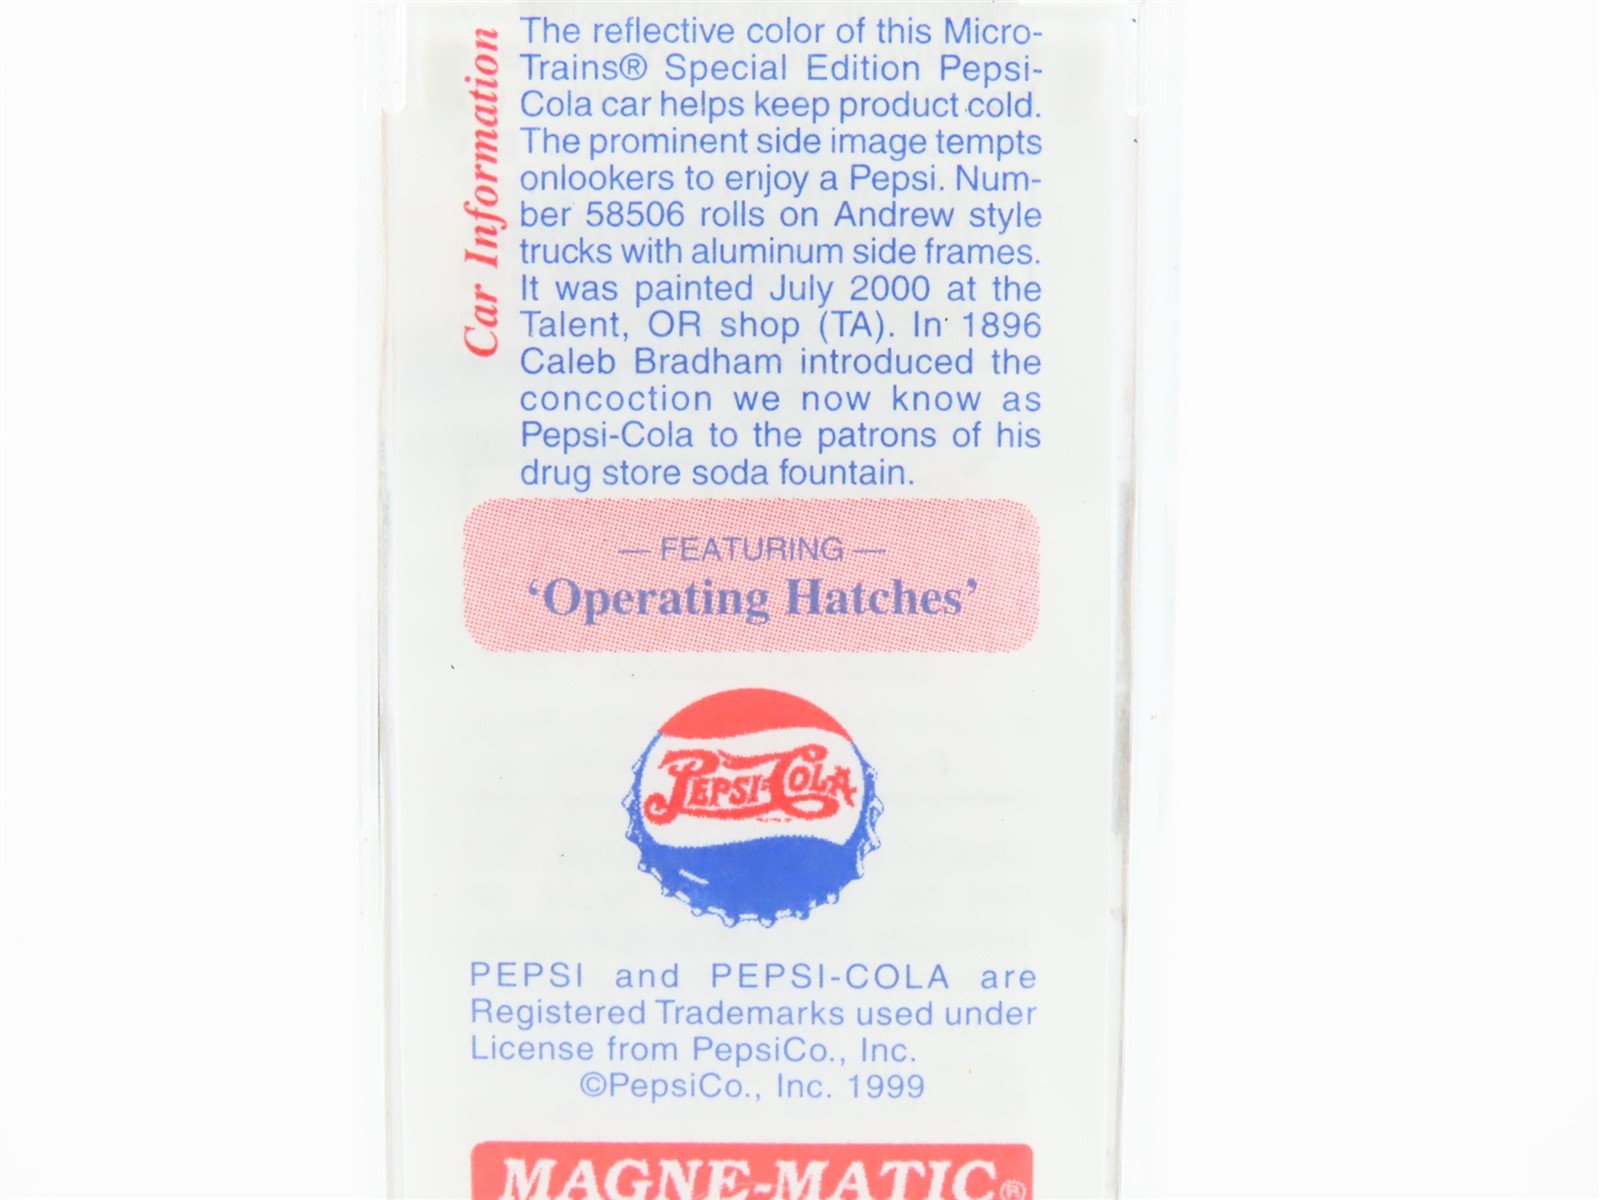 Car Information
The reflective color of this Micro-
Trains® Special Edition Pepsi-
Cola car helps keep product cold.
The prominent side image tempts
onlookers to enjoy a Pepsi. Num-
ber 58506 rolls on Andrew style
trucks with aluminum side frames.
It was painted July 2000 at the
Talent, OR shop (TA). In 1896
Caleb Bradham introduced the
concoction we now know as
Pepsi-Cola to the patrons of his
drug store soda fountain.
— FEATURING —
‘Operating Hatches’
PEPSI-COLA
PEPSI and PEPSI-COLA are
Registered Trademarks used under
License from PepsiCo., Inc.
©PepsiCo., Inc. 1999
MAGNE-MATIC®